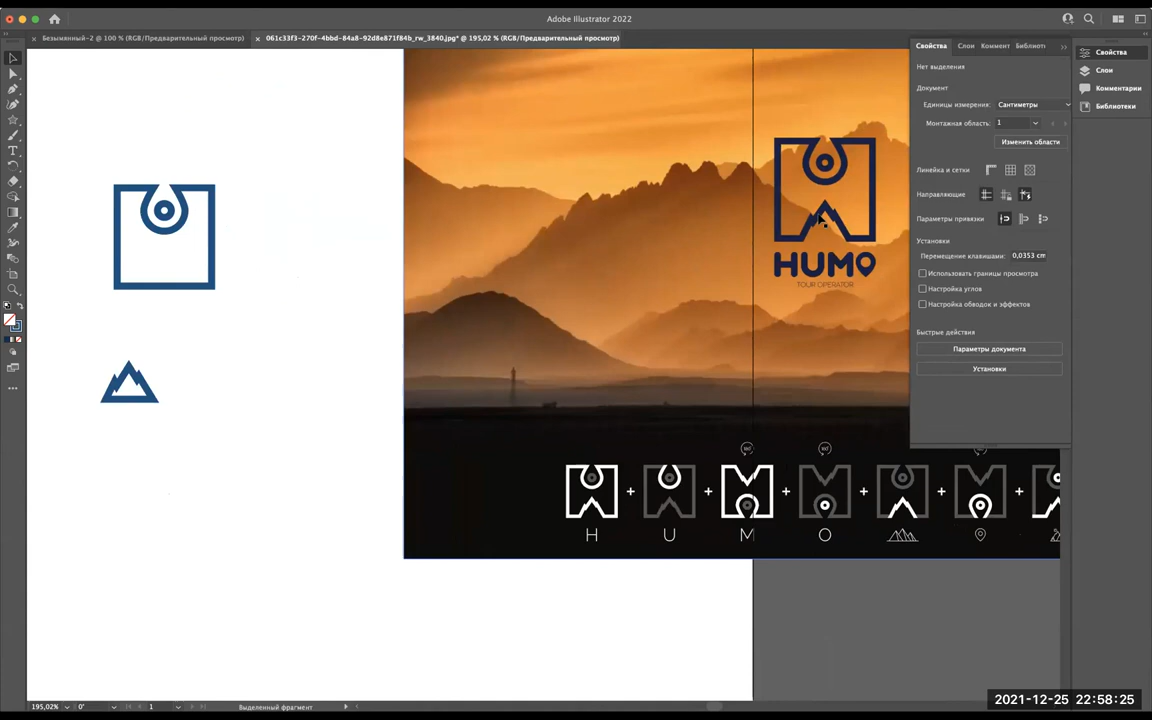 Adobe Illustrator 2022
× Безымянный-2 @ 100 % (RGB/Предварительный просмотр)
× 061c33f3-270f-4bbd-84a8-92d8e871f84b_rw_3840.jpg* @ 195,02 % (RGB/Предварительный просмотр)
Свойства Слои Коммент Библиоте
Свойства
Слои
Комментарии
Библиотеки
Нет выделения
Документ
Единицы измерения: Сантиметры
Монтажная область: 1
Изменить области
Линейка и сетки
Направляющие
Параметры привязки
Установки
Перемещение клавишами: 0,0353 cm
Использовать границы просмотра
Настройка углов
Настройка обводок и эффектов
Быстрые действия
Параметры документа
Установки
HUMO
TOUR OPERATOR
+ + + + + +
H U M O
195,02% 0° 1 Выделенный фрагмент
2021-12-25 22:58:25